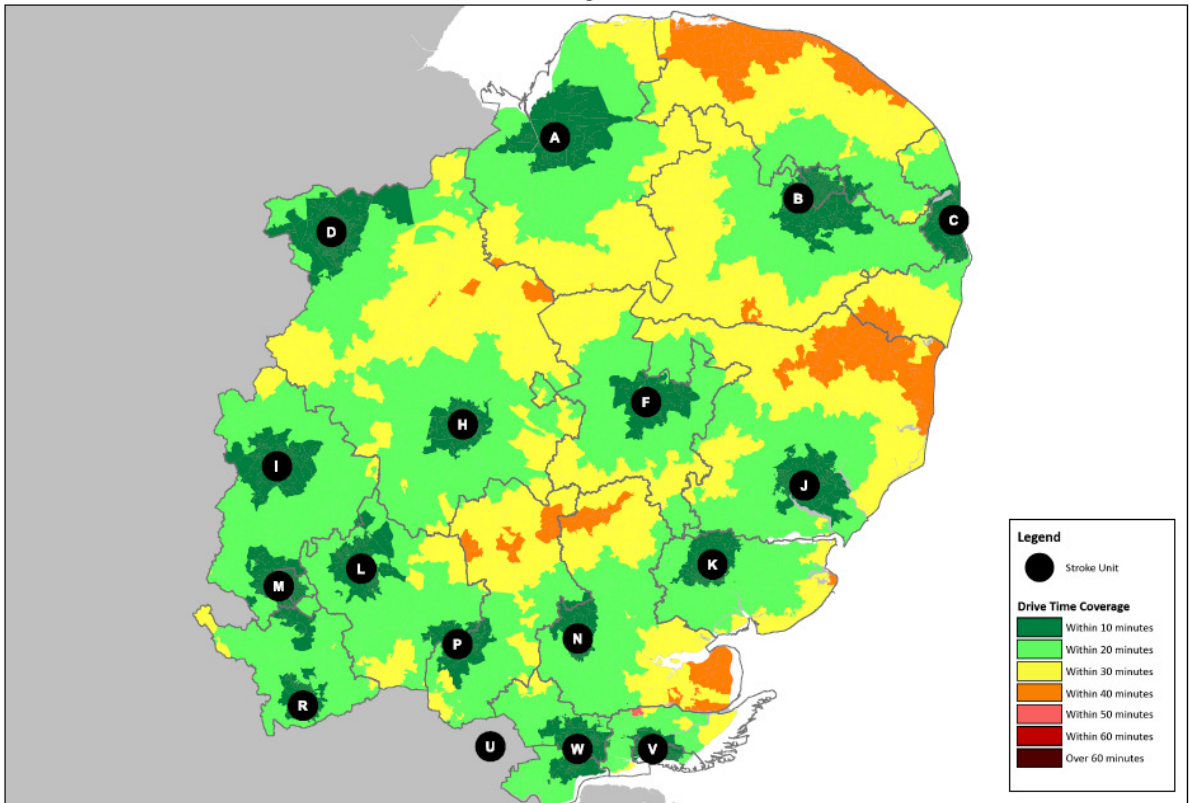 A
B
D
C
F
H
I
J
L
K
M
N
P
R
U
W
V
Legend
Stroke Unit
Drive Time Coverage
Within 10 minutes
Within 20 minutes
Within 30 minutes
Within 40 minutes
Within 50 minutes
Within 60 minutes
Over 60 minutes